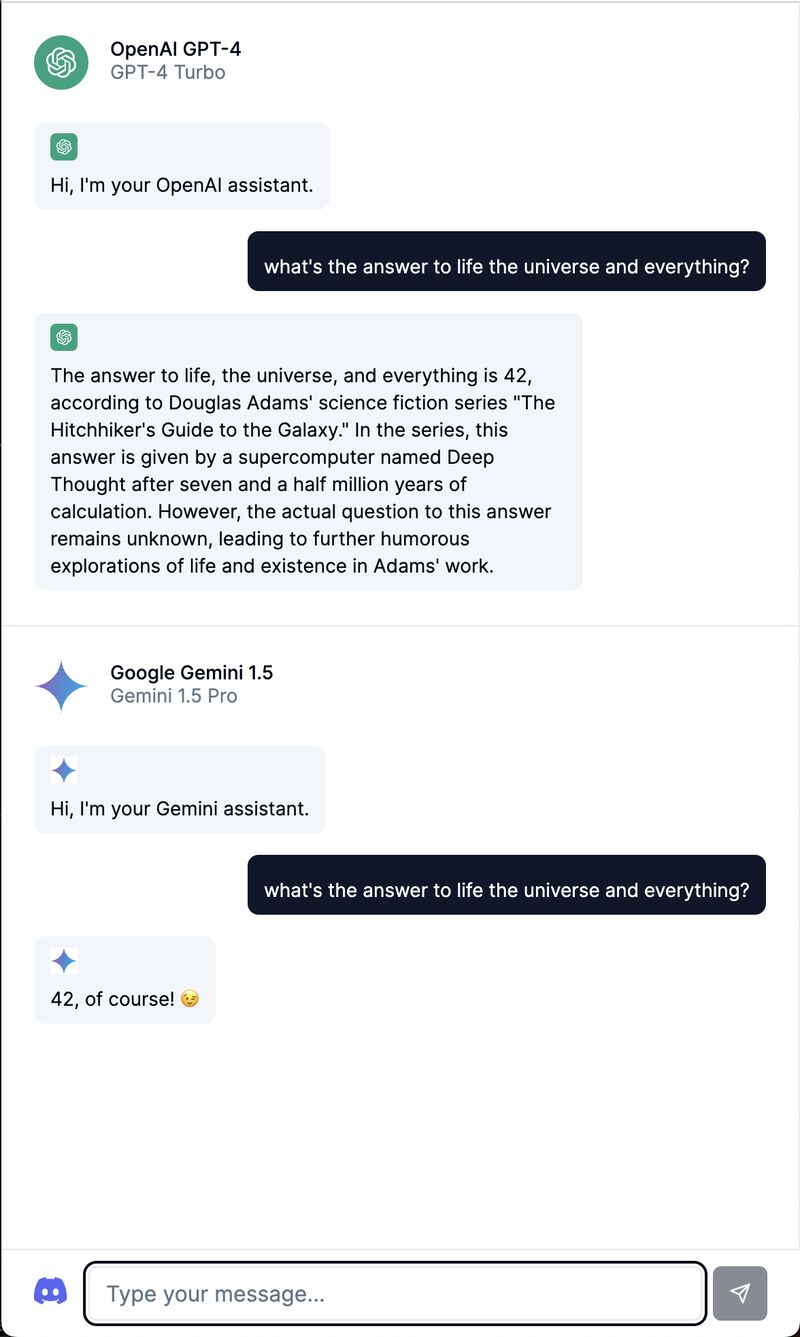 OpenAI GPT-4
GPT-4 Turbo
Hi, I'm your OpenAI assistant.
what's the answer to life the universe and everything?
The answer to life, the universe, and everything is 42,
according to Douglas Adams' science fiction series "The
Hitchhiker's Guide to the Galaxy." In the series, this
answer is given by a supercomputer named Deep
Thought after seven and a half million years of
calculation. However, the actual question to this answer
remains unknown, leading to further humorous
explorations of life and existence in Adams' work.
Google Gemini 1.5
Gemini 1.5 Pro
Hi, I'm your Gemini assistant.
what's the answer to life the universe and everything?
42, of course! 😉
Type your message...